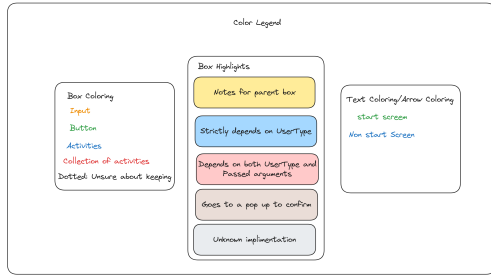 Color Legend
Box Coloring
Input
Button
Activities
Collection of activities
Dotted: Unsure about keeping
Box Highlights
Notes for parent box
Strictly depends on UserType
Depends on both UserType and
Passed arguments
Goes to a pop up to confirm
Unknown implimentation
Text Coloring/Arrow Coloring
start screen
Non start Screen